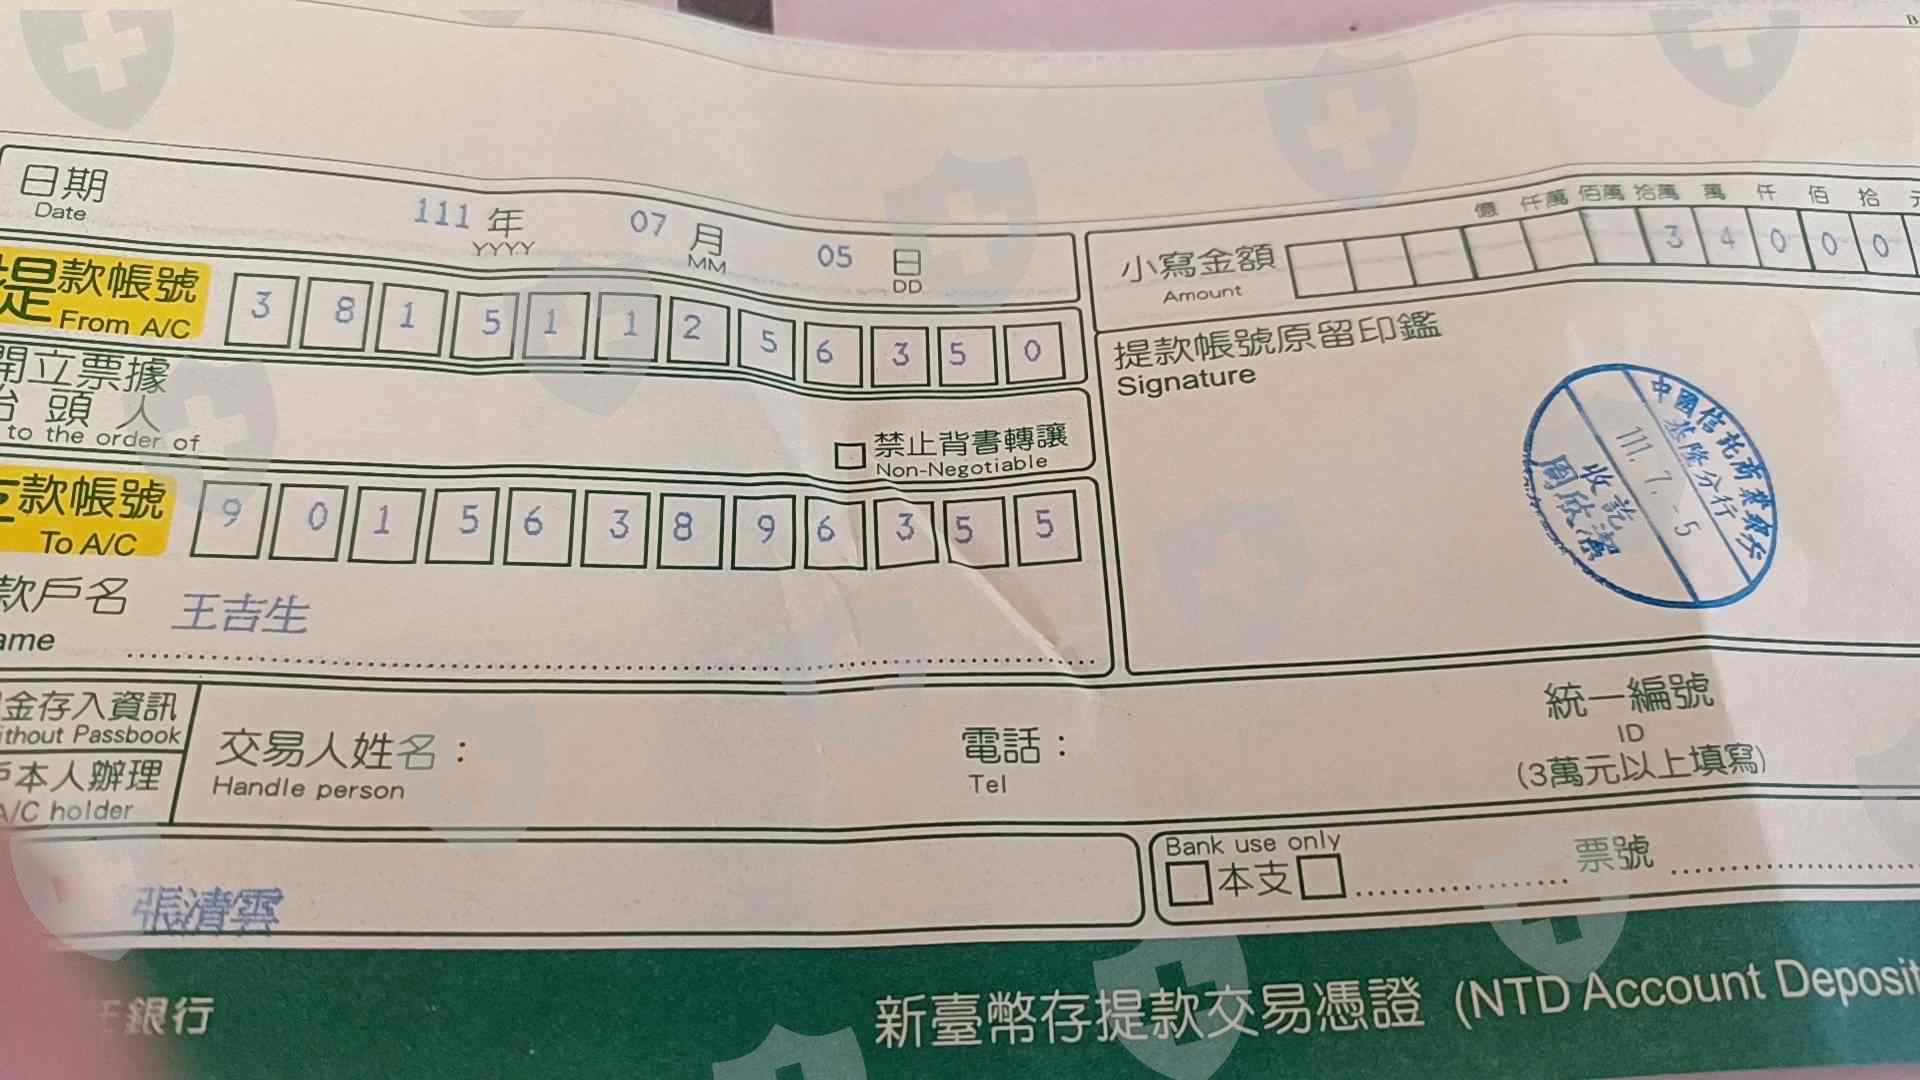 日期
Date
111 年 07 月 05 日
YYYY MM DD
提款帳號
From A/C
3 8 1 5 1 1 2 5 6 3 5 0
開立票據
抬頭人
to the order of
禁止背書轉讓
Non-Negotiable
款帳號
To A/C
9 0 1 5 6 3 8 9 6 3 5 5
款戶名 王吉生
ame
億 仟萬 佰萬 拾萬 萬 仟 佰 拾 元
小寫金額
Amount
3 4 0 0 0
提款帳號原留印鑑
Signature
中國信託商業銀行
基隆分行
111. 7. -5
收訖
周欣潔
金存入資訊
ithout Passbook
本人辦理
A/C holder
交易人姓名：
Handle person
電話：
Tel
統一編號
ID
(3萬元以上填寫)
張清雲
Bank use only
本支
票號
銀行
新臺幣存提款交易憑證 (NTD Account Deposit